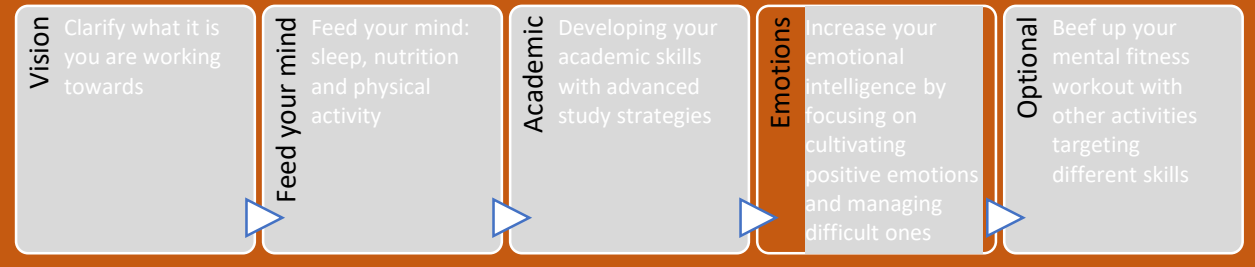 Vision
Clarify what it is
you are working
towards
Feed your mind
Feed your mind:
sleep, nutrition
and physical
activity
Academic
Developing your
academic skills
with advanced
study strategies
Emotions
Increase your
emotional
intelligence by
focusing on
cultivating
positive emotions
and managing
difficult ones
Optional
Beef up your
mental fitness
workout with
other activities
targeting
different skills